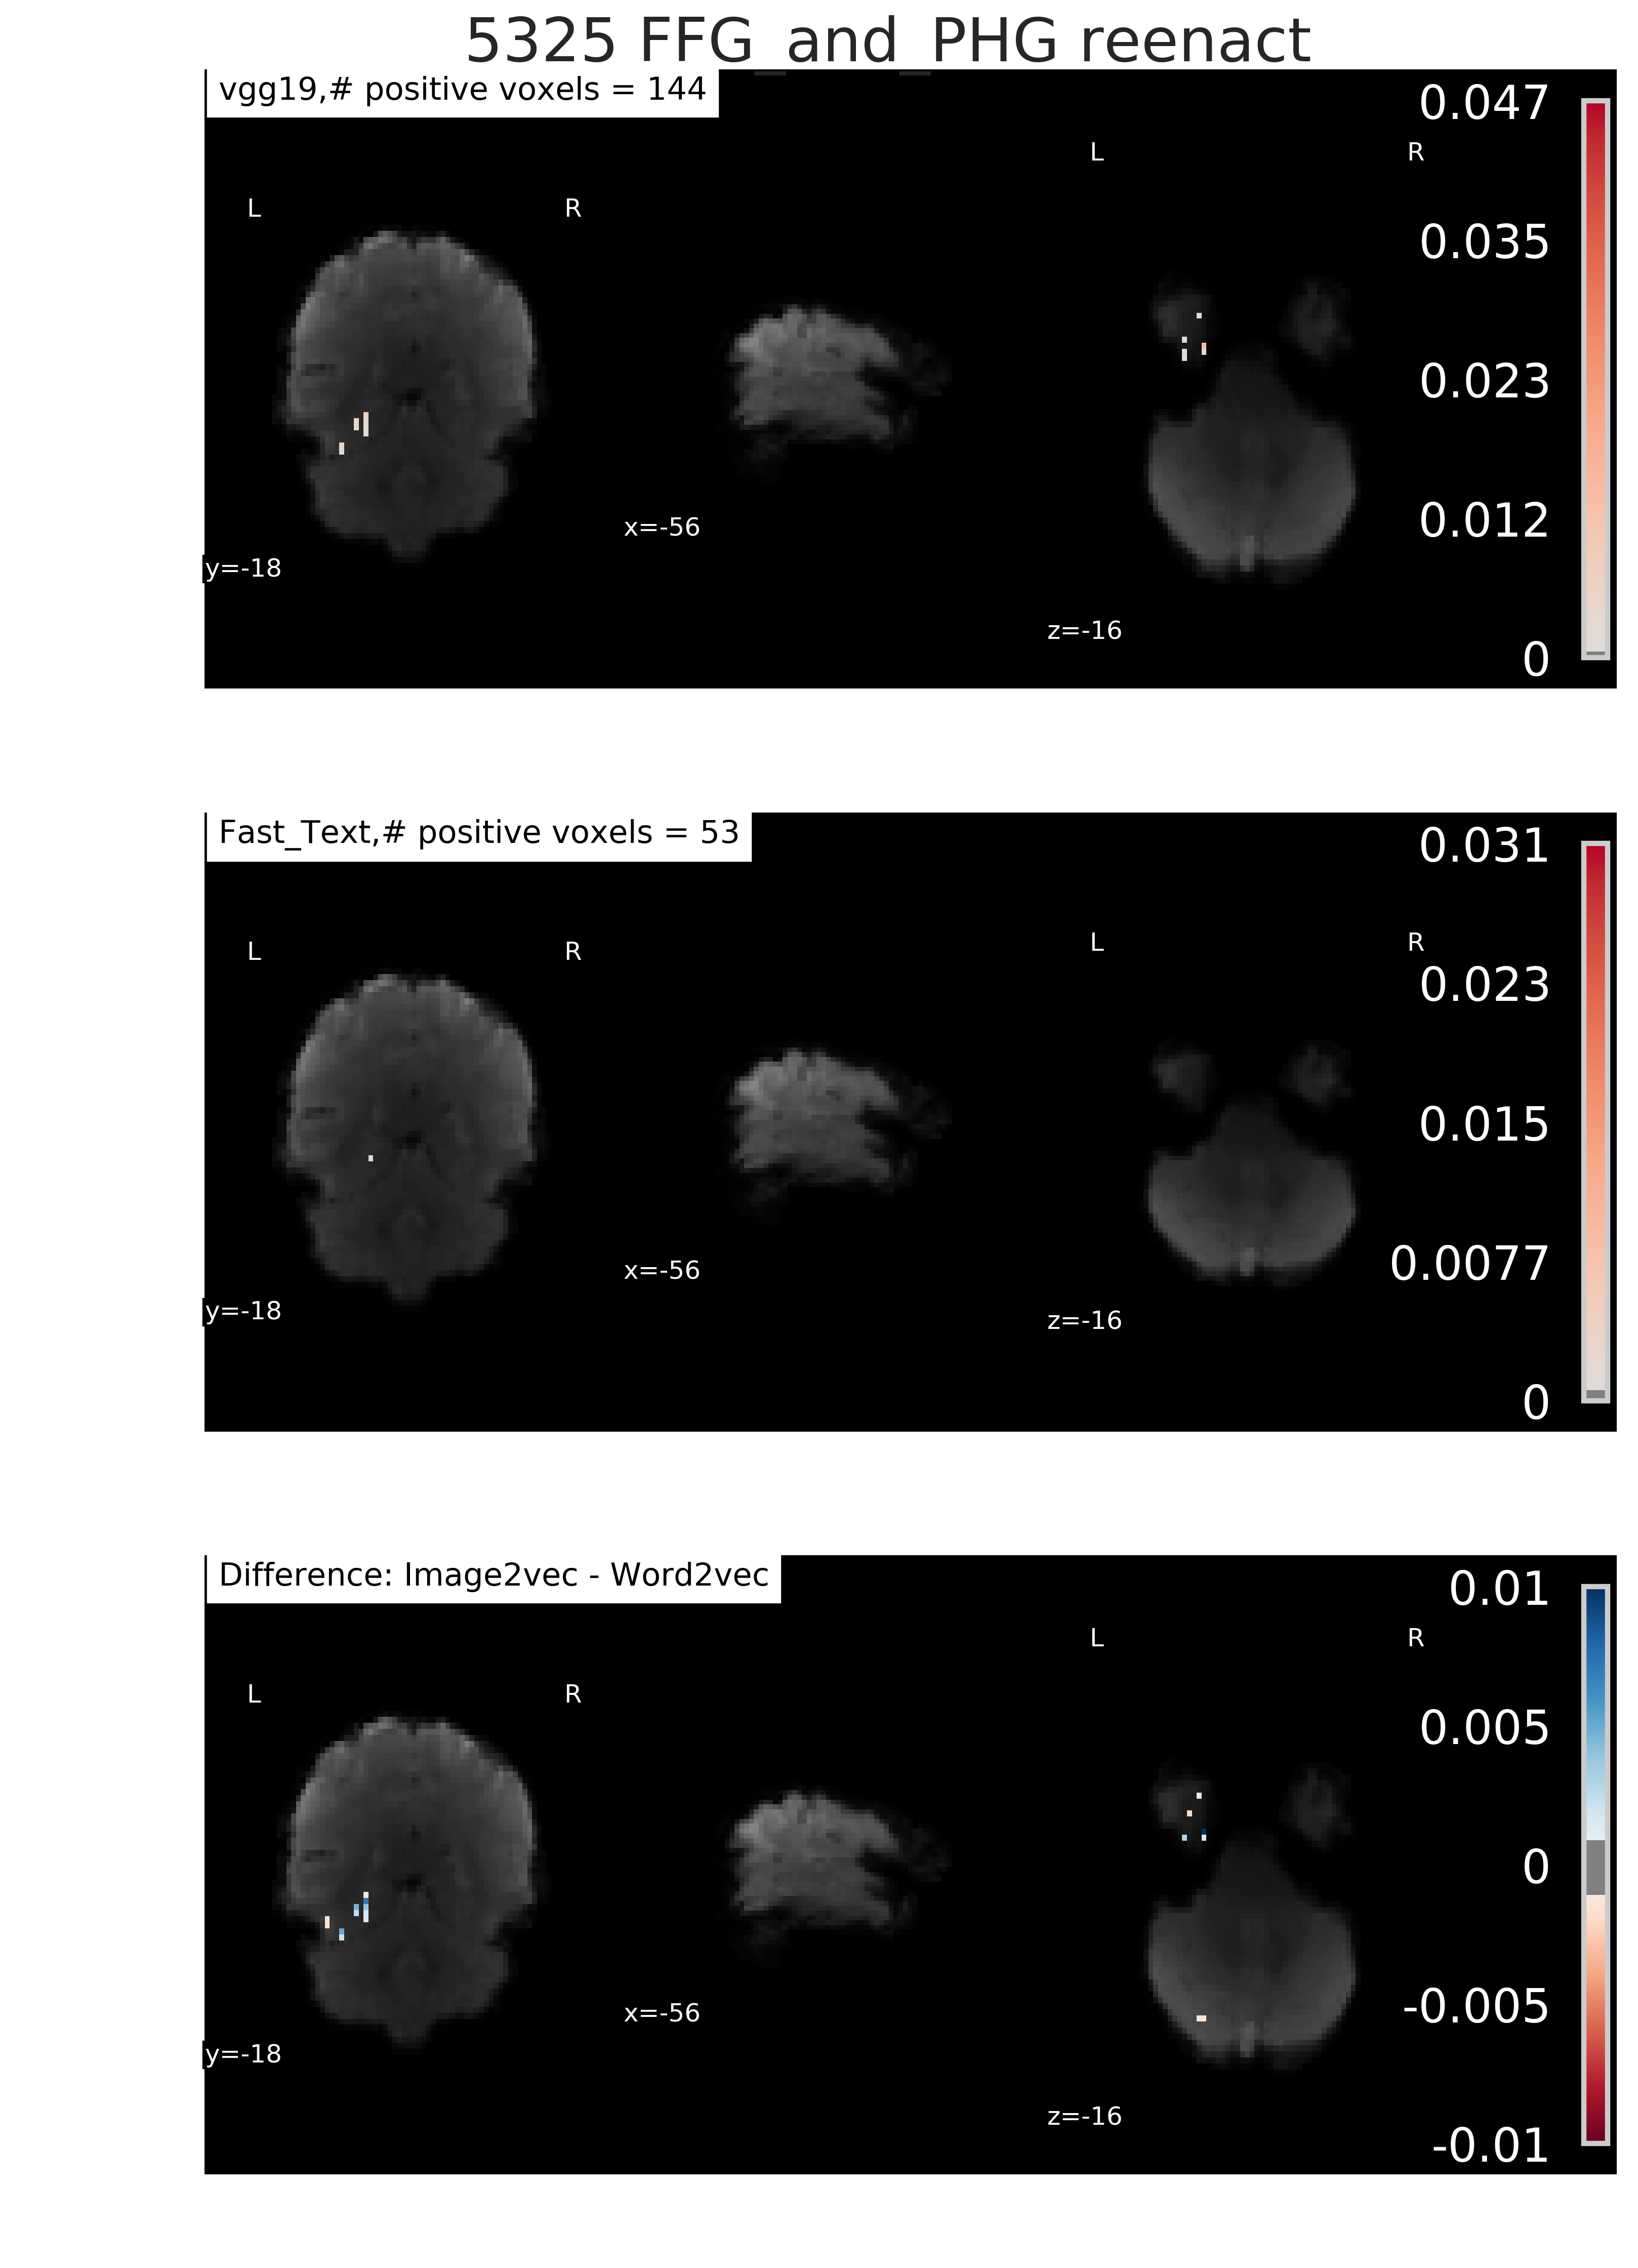 5325 FFG_and_PHG reenact
vgg19,# positive voxels = 144
0.047
L R
0.035
L R
0.023
0.012
x=-56
y=-18
z=-16
0
Fast_Text,# positive voxels = 53
0.031
L R
L R
0.023
0.015
0.0077
x=-56
y=-18
z=-16
0
Difference: Image2vec - Word2vec
0.01
L R
L R
0.005
0
-0.005
x=-56
y=-18
z=-16
-0.01